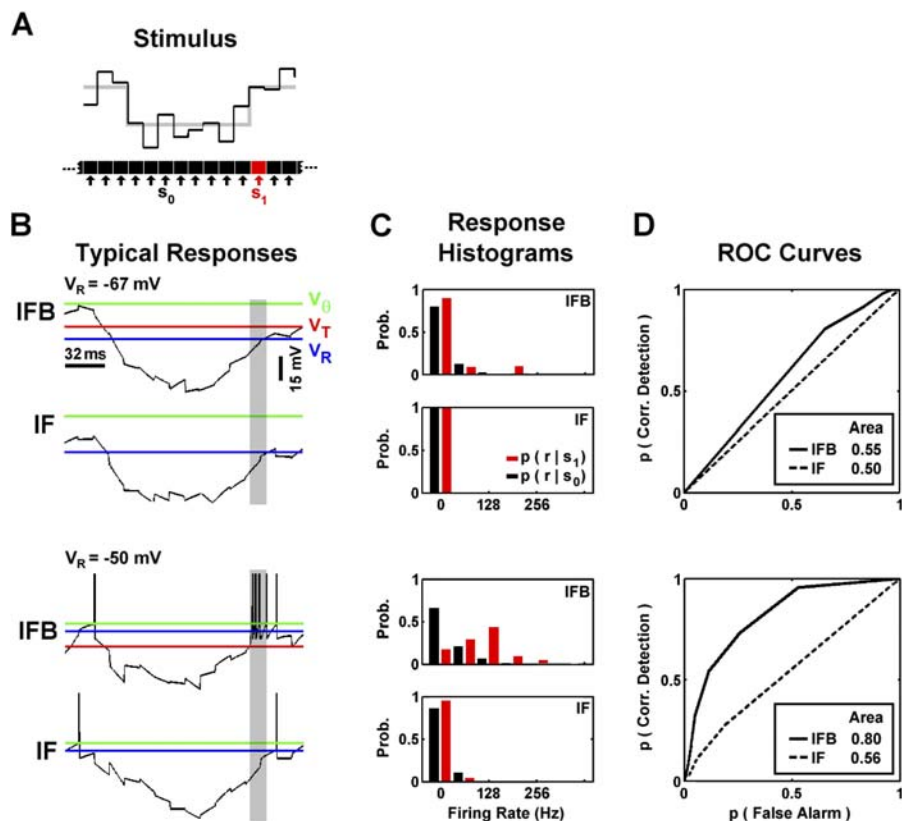 A
Stimulus
s0
s1
B
Typical Responses
VR = -67 mV
IFB
Vθ
VT
VR
32 ms
15 mV
IF
VR = -50 mV
IFB
IF
C
Response
Histograms
1
Prob.
0.5
0
IFB
1
Prob.
0.5
0
IF
p ( r | s1 )
p ( r | s0 )
0 128 256
1
Prob.
0.5
0
IFB
1
Prob.
0.5
0
IF
0 128 256
Firing Rate (Hz)
D
ROC Curves
1
p ( Corr. Detection )
0.5
0
Area
IFB 0.55
IF 0.50
0 0.5 1
1
p ( Corr. Detection )
0.5
0
Area
IFB 0.80
IF 0.56
0 0.5 1
p ( False Alarm )